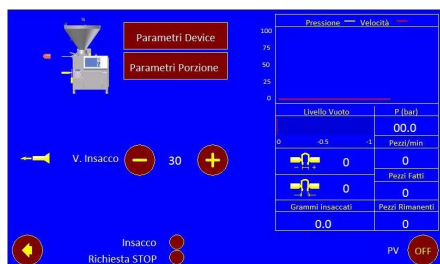 Parametri Device
Parametri Porzione
V. Insacco
30
Insacco
Richiesta STOP
Pressione Velocità
100
75
50
25
0
Livello Vuoto
0 -0.5 -1
0
0
Grammi insaccati
0.0
P (bar)
00.0
Pezzi/min
0
Pezzi Fatti
0
Pezzi Rimanenti
0
PV OFF